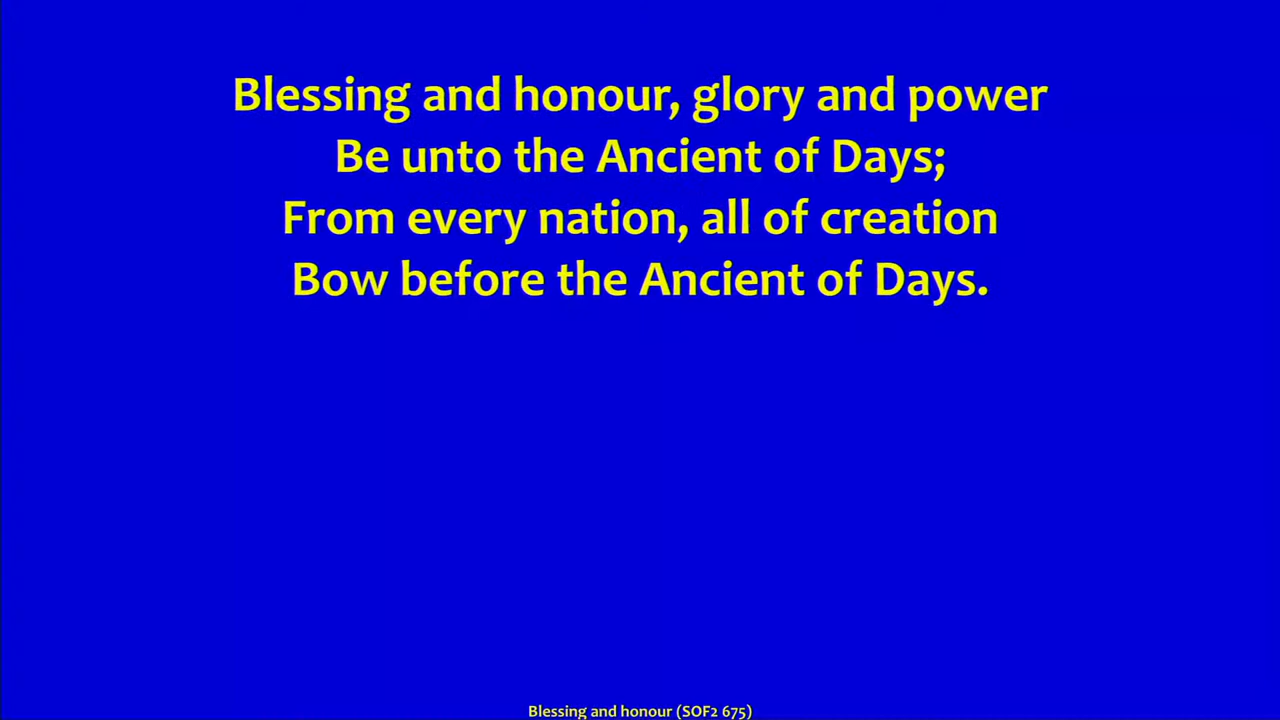 Blessing and honour, glory and power
Be unto the Ancient of Days;
From every nation, all of creation
Bow before the Ancient of Days.
Blessing and honour (SOF2 675)